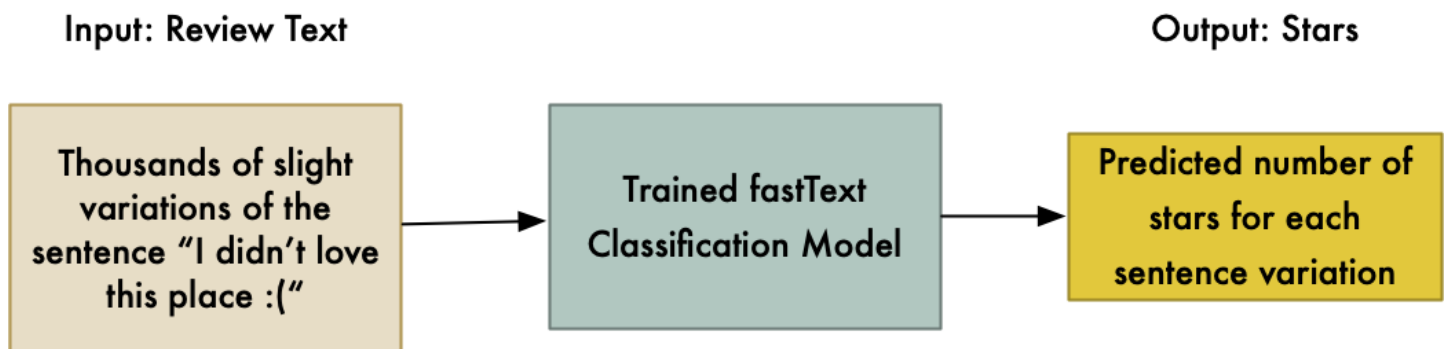 Input: Review Text
Output: Stars
Thousands of slight
variations of the
sentence “I didn’t love
this place :(“
Trained fastText
Classification Model
Predicted number of
stars for each
sentence variation